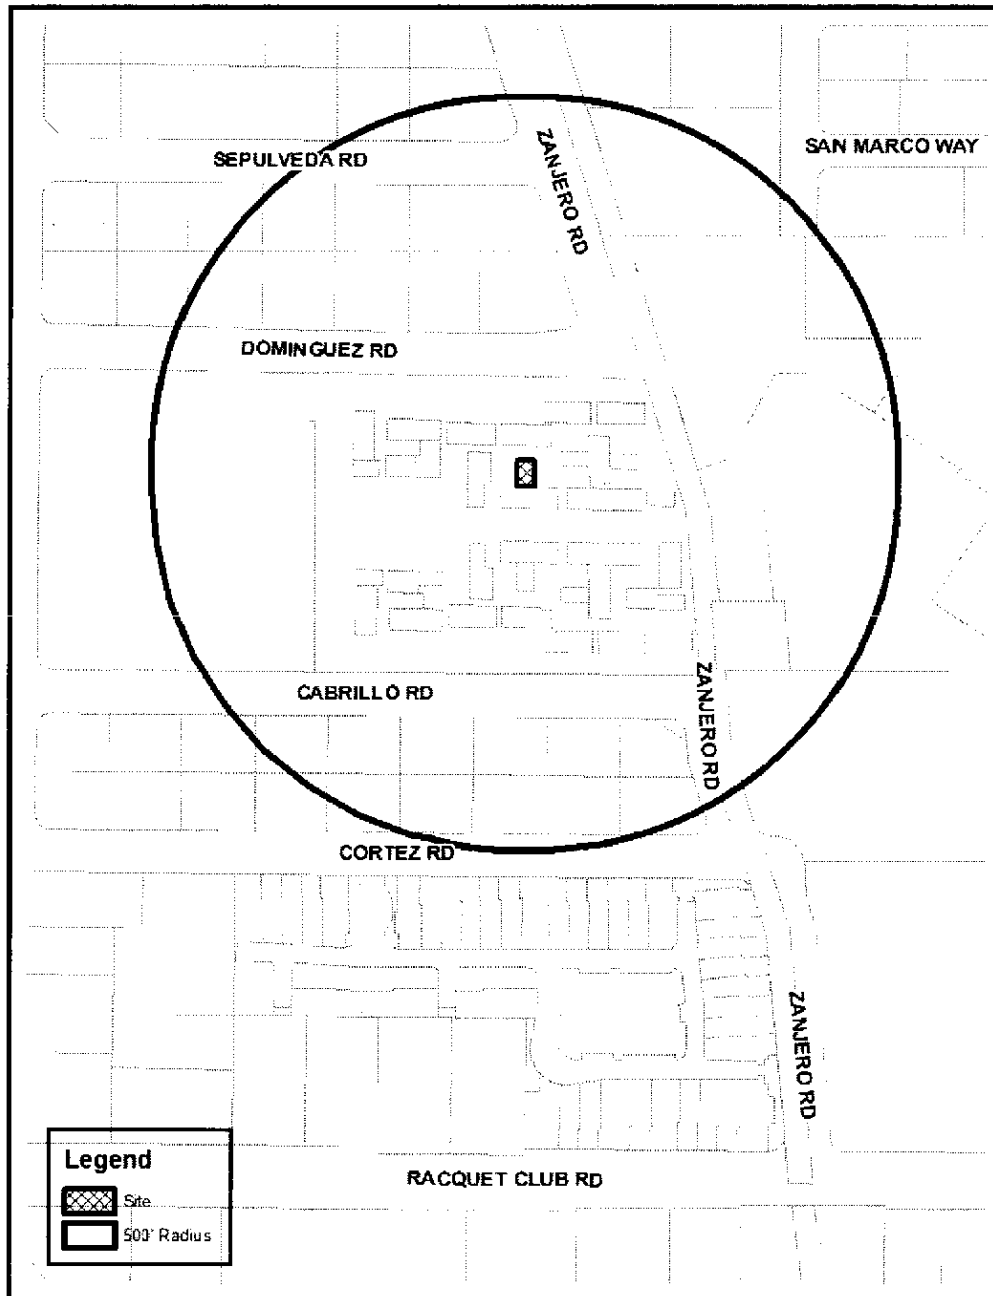 SEPULVEDA RD
ZANJERO RD
SAN MARCO WAY
DOMINGUEZ RD
CABRILLO RD
ZANJERO RD
CORTEZ RD
ZANJERO RD
RACQUET CLUB RD
Legend
Site
500' Radius